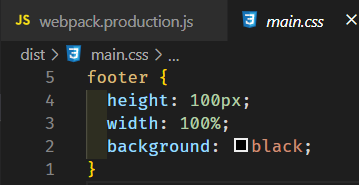 JS webpack.production.js
main.css
dist > main.css > ...
5 footer {
4 height: 100px;
3 width: 100%;
2 background: black;
1 }